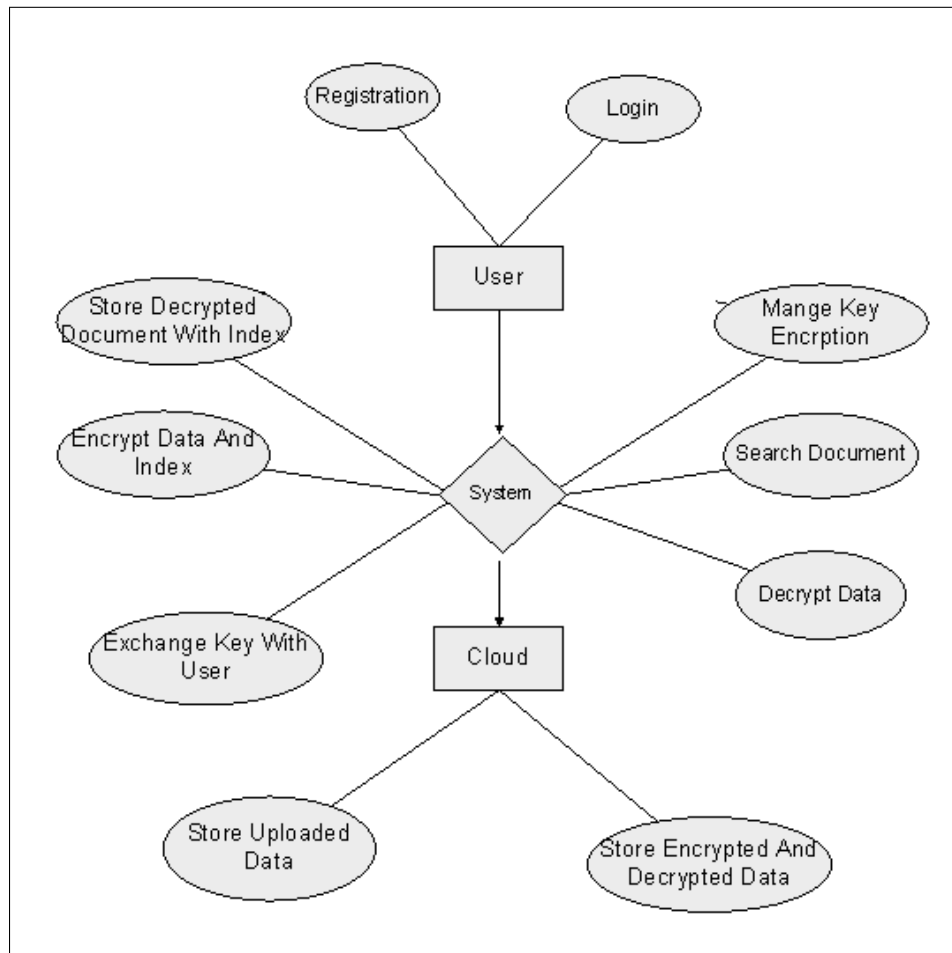 Registration
Login
User
Store Decrypted
Document With Index
Mange Key
Encrption
Encrypt Data And
Index
Search Document
System
Decrypt Data
Exchange Key With
User
Cloud
Store Uploaded
Data
Store Encrypted And
Decrypted Data